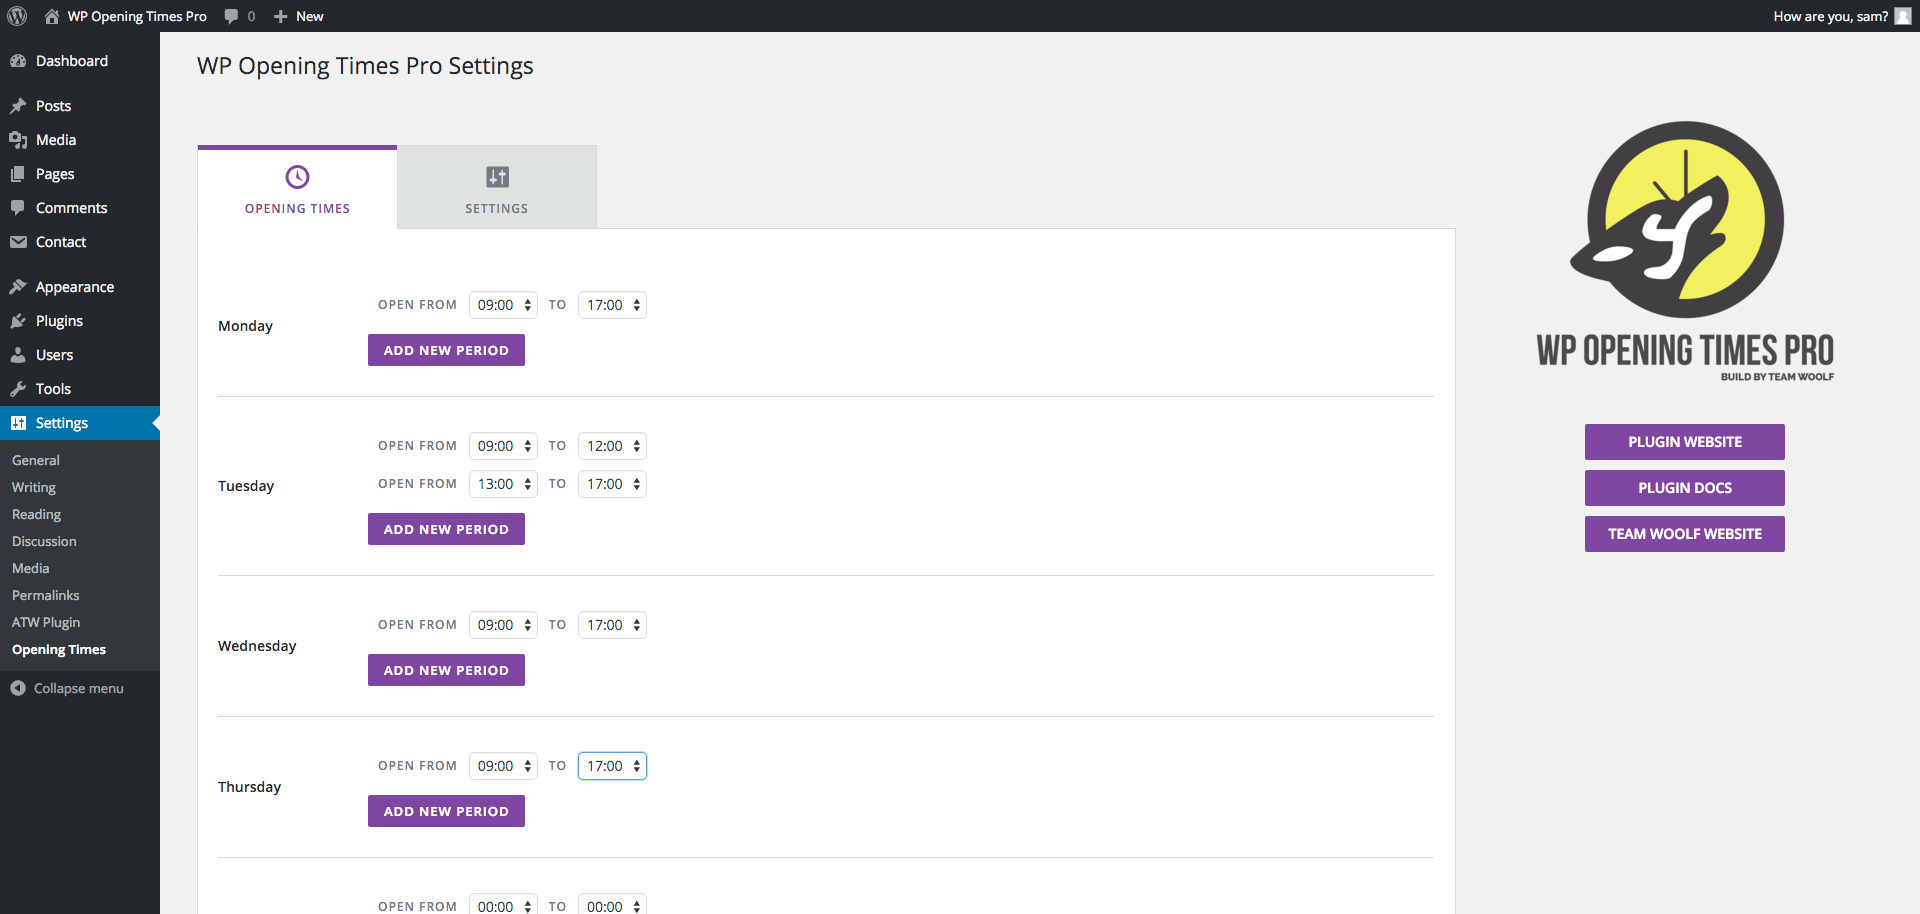 WP Opening Times Pro 0 New How are you, sam?
Dashboard
Posts
Media
Pages
Comments
Contact
Appearance
Plugins
Users
Tools
Settings
General
Writing
Reading
Discussion
Media
Permalinks
ATW Plugin
Opening Times
Collapse menu
WP Opening Times Pro Settings
OPENING TIMES
SETTINGS
Monday
OPEN FROM 09:00 TO 17:00
ADD NEW PERIOD
Tuesday
OPEN FROM 09:00 TO 12:00
OPEN FROM 13:00 TO 17:00
ADD NEW PERIOD
Wednesday
OPEN FROM 09:00 TO 17:00
ADD NEW PERIOD
Thursday
OPEN FROM 09:00 TO 17:00
ADD NEW PERIOD
OPEN FROM 00:00 TO 00:00
WP OPENING TIMES PRO
BUILD BY TEAM WOOLF
PLUGIN WEBSITE
PLUGIN DOCS
TEAM WOOLF WEBSITE